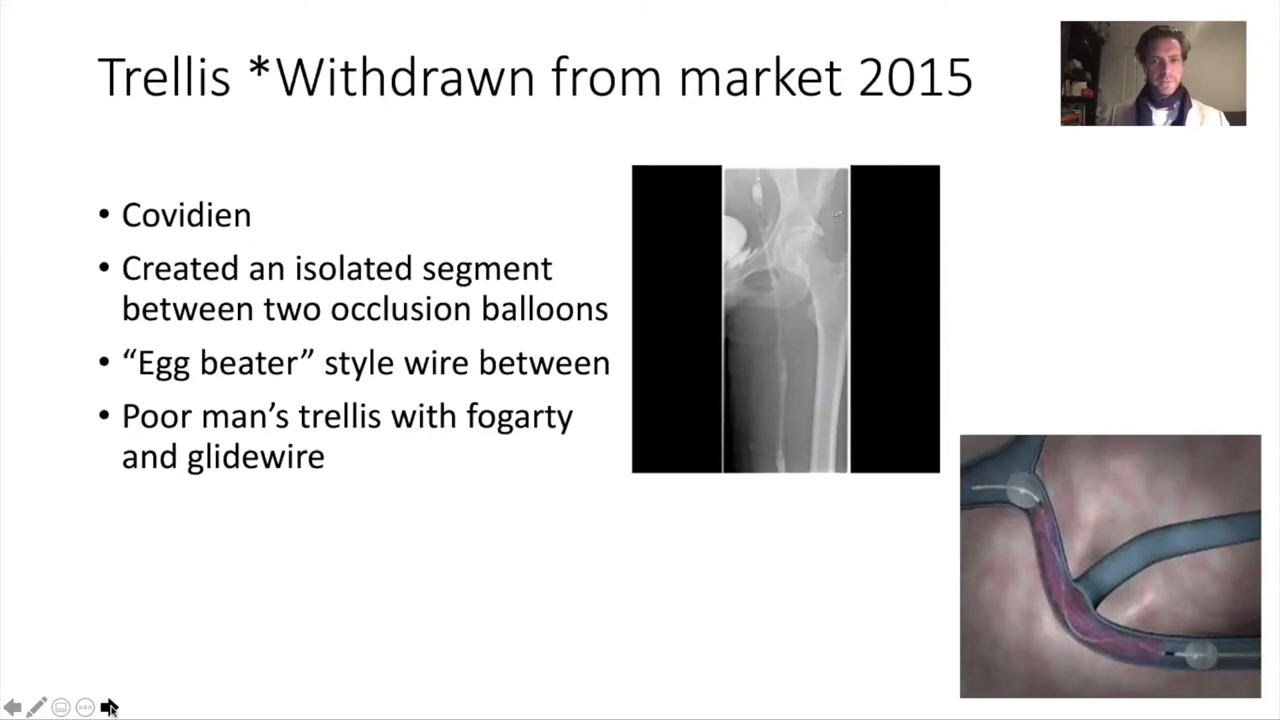 Trellis *Withdrawn from market 2015
• Covidien
• Created an isolated segment
between two occlusion balloons
• “Egg beater” style wire between
• Poor man’s trellis with fogarty
and glidewire